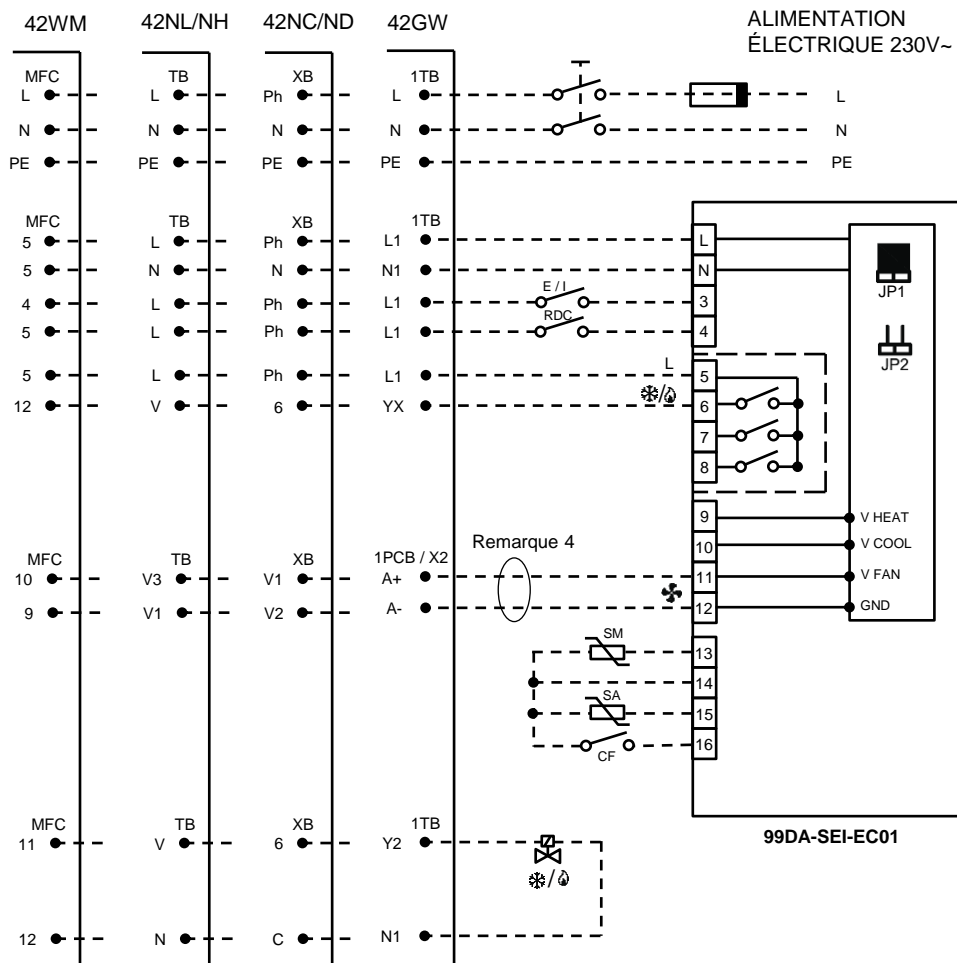 42WM 42NL/NH 42NC/ND 42GW
ALIMENTATION
ÉLECTRIQUE 230V~
MFC TB XB 1TB
L L Ph L L
N N N N N
PE PE PE PE PE
MFC TB XB 1TB
5 L Ph L1 L
5 N N N1 N
JP1
E / I
4 L Ph L1 3
RDC
5 L Ph L1 4
JP2
L
5 L Ph L1 5
12 V 6 YX / 6
7
8
9 V HEAT
Remarque 4
10 V COOL
MFC TB XB 1PCB / X2
10 V3 V1 A+ 11 V FAN
9 V1 V2 A- 12 GND
SM
13
14
SA
15
16
CF
MFC TB XB 1TB
11 V 6 Y2
99DA-SEI-EC01
/
12 N C N1